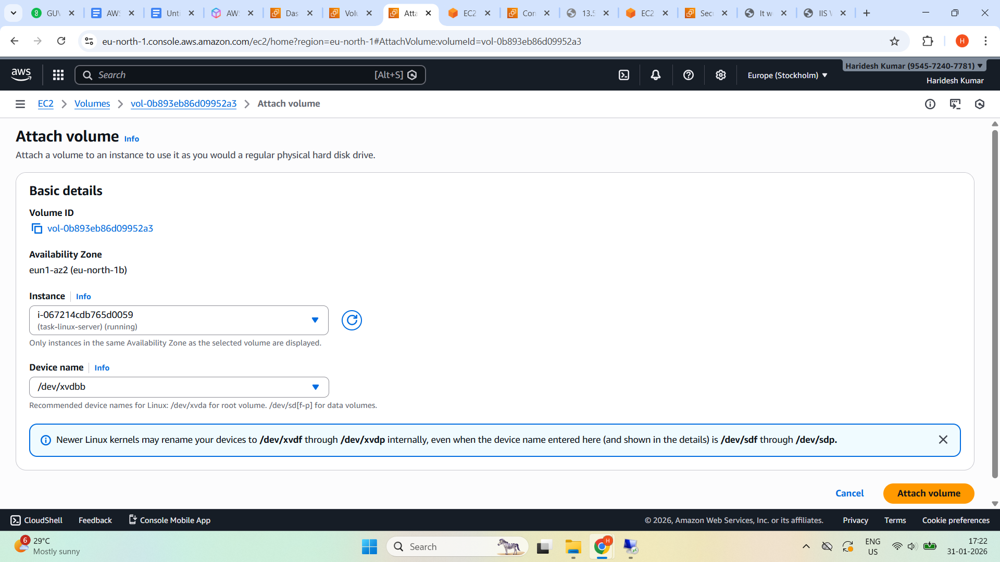 GUV
AWS
Unti
AW
Das
Volu
Atta
EC2
Con
13.5
EC2
Sec
It w
IIS V
eu-north-1.console.aws.amazon.com/ec2/home?region=eu-north-1#AttachVolume:volumeId=vol-0b893eb86d09952a3
H
aws
Search
[Alt+S]
Europe (Stockholm)
Haridesh Kumar (9545-7240-7781)
Haridesh Kumar
EC2
Volumes
vol-0b893eb86d09952a3
Attach volume
Attach volume Info
Attach a volume to an instance to use it as you would a regular physical hard disk drive.
Basic details
Volume ID
vol-0b893eb86d09952a3
Availability Zone
eun1-az2 (eu-north-1b)
Instance Info
i-067214cdb765d0059
(task-linux-server) (running)
Only instances in the same Availability Zone as the selected volume are displayed.
Device name Info
/dev/xvdbb
Recommended device names for Linux: /dev/xvda for root volume. /dev/sd[f-p] for data volumes.
Newer Linux kernels may rename your devices to /dev/xvdf through /dev/xvdp internally, even when the device name entered here (and shown in the details) is /dev/sdf through /dev/sdp.
Cancel
Attach volume
CloudShell
Feedback
Console Mobile App
© 2026, Amazon Web Services, Inc. or its affiliates.
Privacy
Terms
Cookie preferences
6
29°C
Mostly sunny
Search
H
ENG
US
17:22
31-01-2026